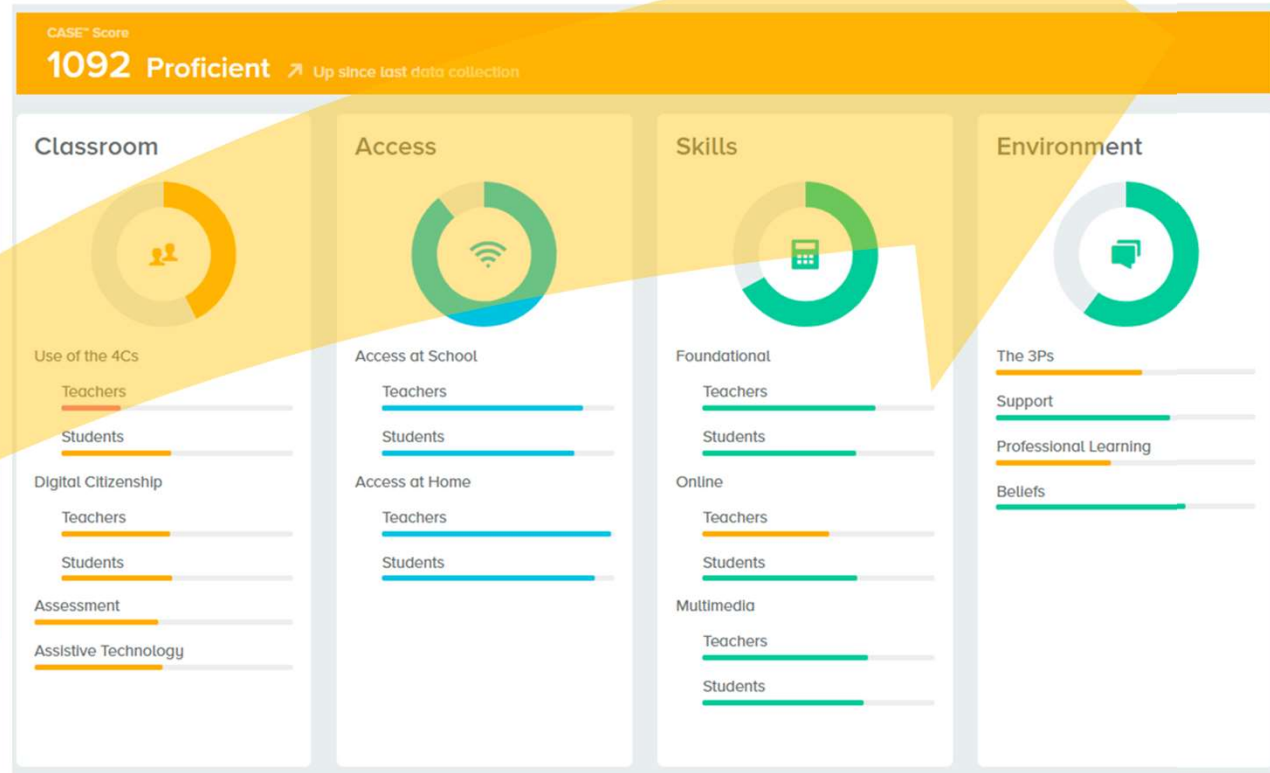 CASE™ Score
1092 Proficient ↗ Up since last data collection
Classroom
Use of the 4Cs
Teachers
Students
Digital Citizenship
Teachers
Students
Assessment
Assistive Technology
Access
Access at School
Teachers
Students
Access at Home
Teachers
Students
Skills
Foundational
Teachers
Students
Online
Teachers
Students
Multimedia
Teachers
Students
Environment
The 3Ps
Support
Professional Learning
Beliefs